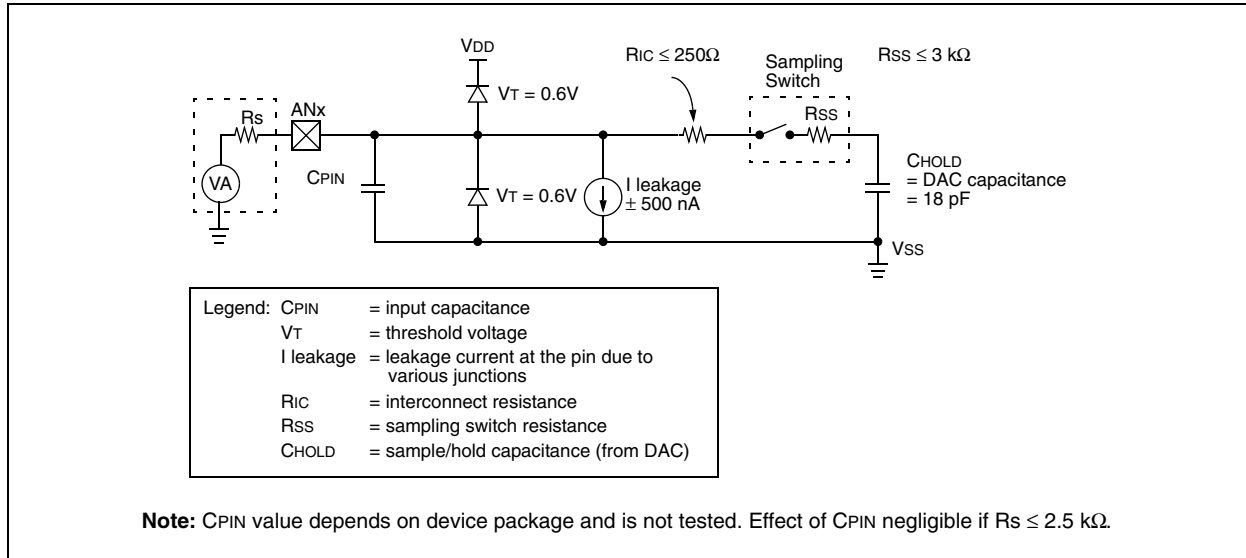 VDD
RIC ≤ 250Ω
Sampling
Switch
RSS ≤ 3 kΩ
VT = 0.6V
Rs
ANx
RSS
CPIN
VA
VT = 0.6V
I leakage
± 500 nA
CHOLD
= DAC capacitance
= 18 pF
VSS
Legend: CPIN = input capacitance
VT = threshold voltage
I leakage = leakage current at the pin due to
various junctions
RIC = interconnect resistance
RSS = sampling switch resistance
CHOLD = sample/hold capacitance (from DAC)
Note: CPIN value depends on device package and is not tested. Effect of CPIN negligible if Rs ≤ 2.5 kΩ.